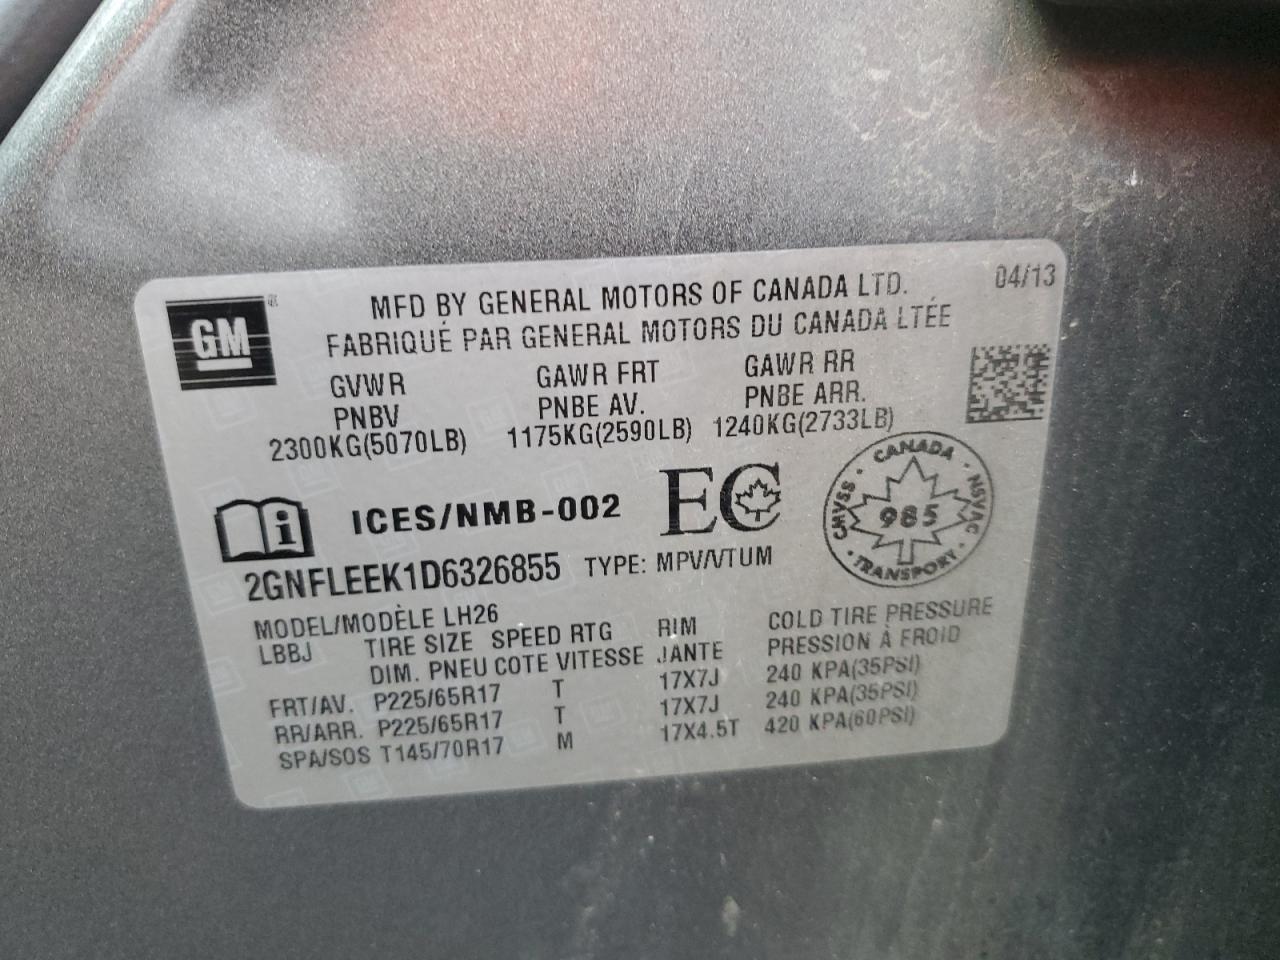 GM
MFD BY GENERAL MOTORS OF CANADA LTD. 04/13
FABRIQUÉ PAR GENERAL MOTORS DU CANADA LTÉE
GVWR GAWR FRT GAWR RR
PNBV PNBE AV. PNBE ARR.
2300KG(5070LB) 1175KG(2590LB) 1240KG(2733LB)
ICES/NMB-002 EC
CANADA
CMVSS 985 NSVAC
TRANSPORT
2GNFLEEK1D6326855 TYPE: MPV/VTUM
MODEL/MODÈLE LH26
LBBJ TIRE SIZE SPEED RTG RIM COLD TIRE PRESSURE
DIM. PNEU COTE VITESSE JANTE PRESSION À FROID
FRT/AV. P225/65R17 T 17X7J 240 KPA(35PSI)
RR/ARR. P225/65R17 T 17X7J 240 KPA(35PSI)
SPA/SOS T145/70R17 M 17X4.5T 420 KPA(60PSI)